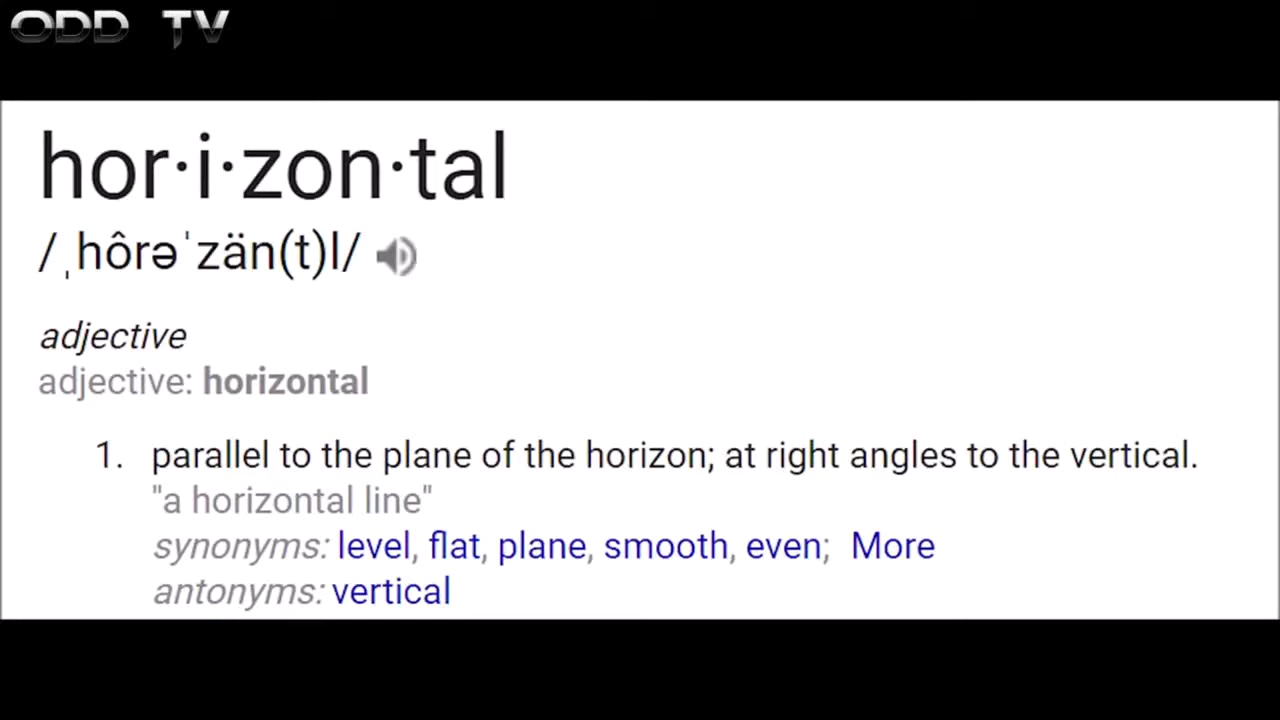 ODD TV
hor·i·zon·tal
/ˌhôrəˈzän(t)l/
adjective
adjective: horizontal
1. parallel to the plane of the horizon; at right angles to the vertical.
"a horizontal line"
synonyms: level, flat, plane, smooth, even; More
antonyms: vertical